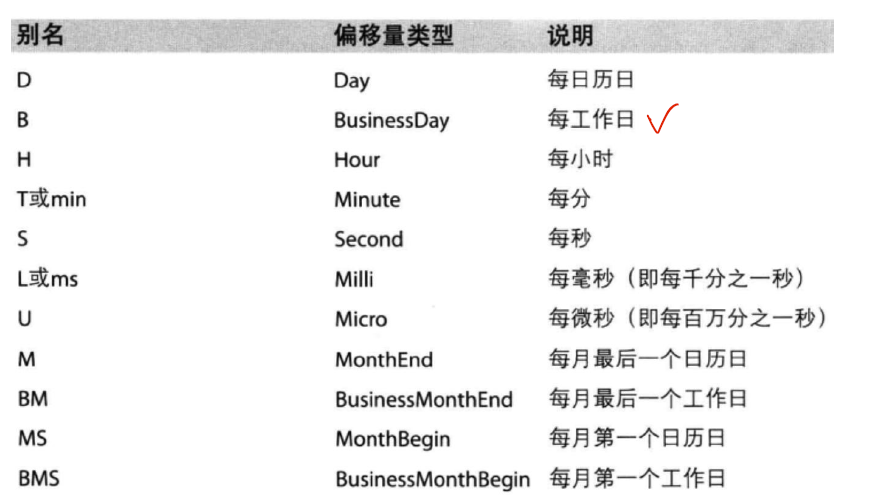 别名 偏移量类型 说明
D Day 每日历日
B BusinessDay 每工作日
H Hour 每小时
T或min Minute 每分
S Second 每秒
L或ms Milli 每毫秒（即每千分之一秒）
U Micro 每微秒（即每百万分之一秒）
M MonthEnd 每月最后一个日历日
BM BusinessMonthEnd 每月最后一个工作日
MS MonthBegin 每月第一个日历日
BMS BusinessMonthBegin 每月第一个工作日